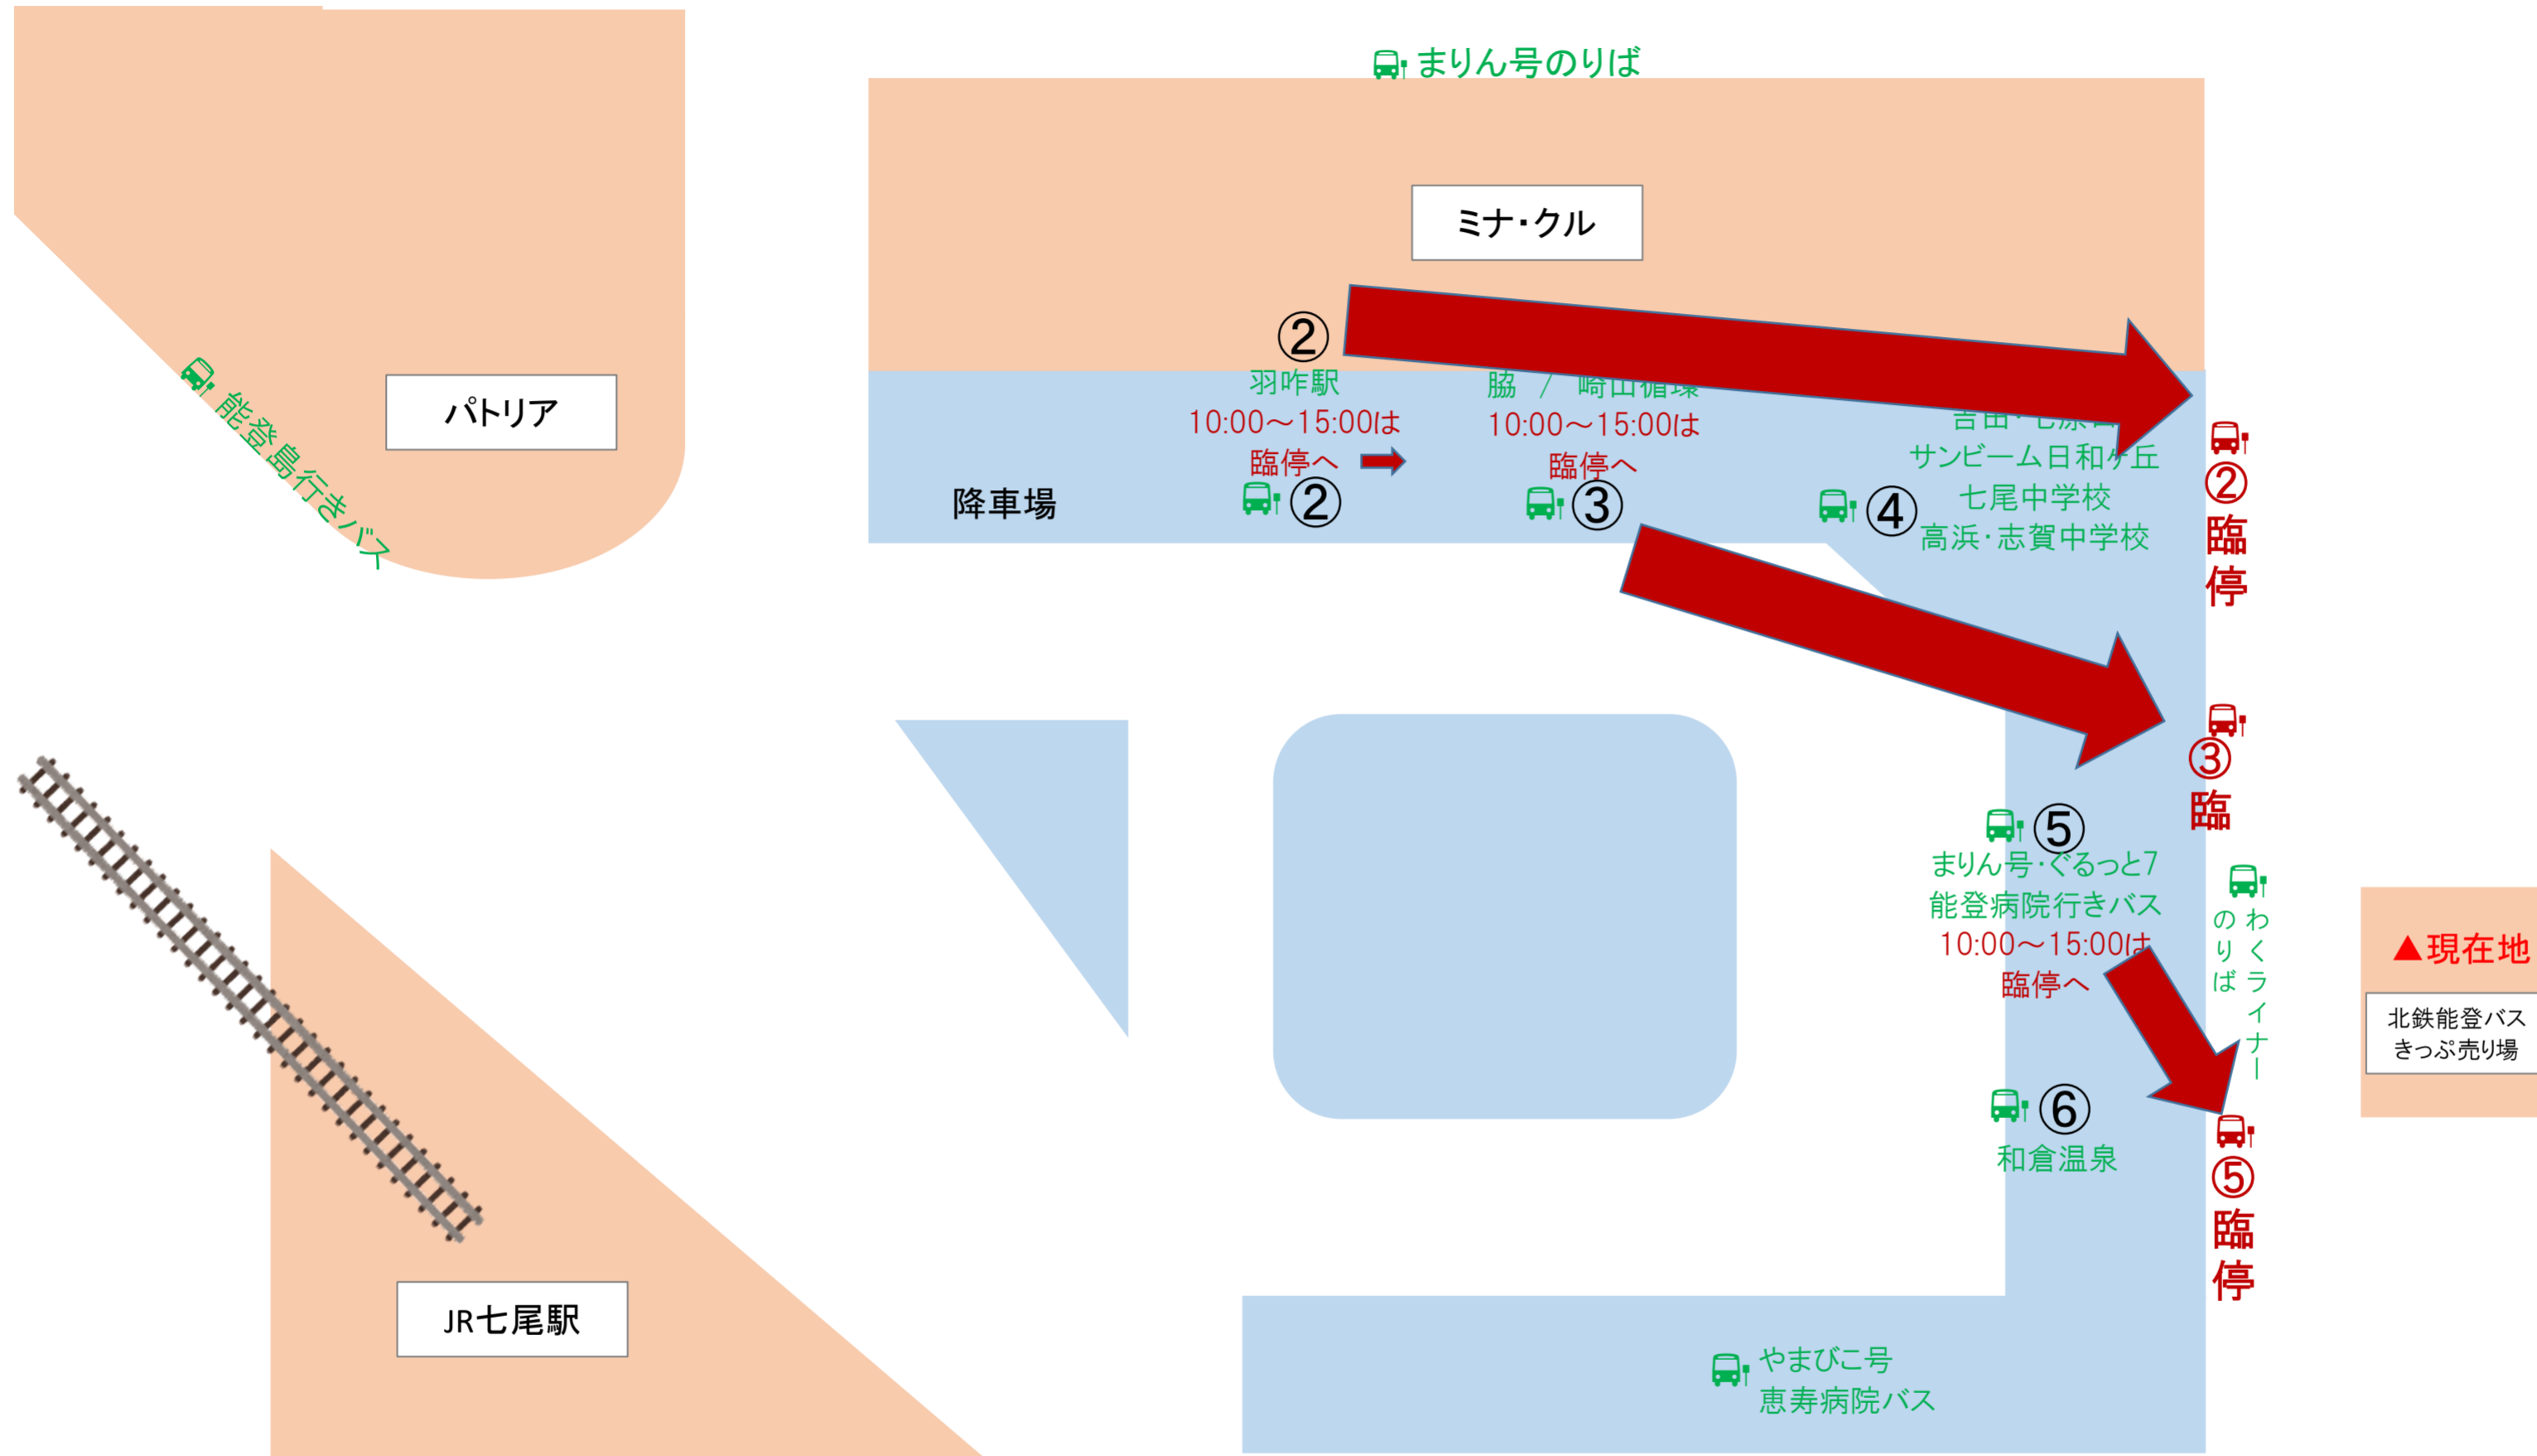 まりん号のりば
ミナ・クル
パトリア
能登島行きバス
②
羽咋駅
10:00～15:00は
臨停へ
②
脇 / 崎山循環
10:00～15:00は
臨停へ
③
降車場
④
サンビーム日和ヶ丘
七尾中学校
高浜・志賀中学校
②
臨
停
③
臨
⑤
まりん号・ぐるっと7
能登病院行きバス
10:00～15:00は
臨停へ
わくライナー
のりば
▲現在地
北鉄能登バス
きっぷ売り場
⑥
和倉温泉
⑤
臨
停
JR七尾駅
やまびこ号
恵寿病院バス